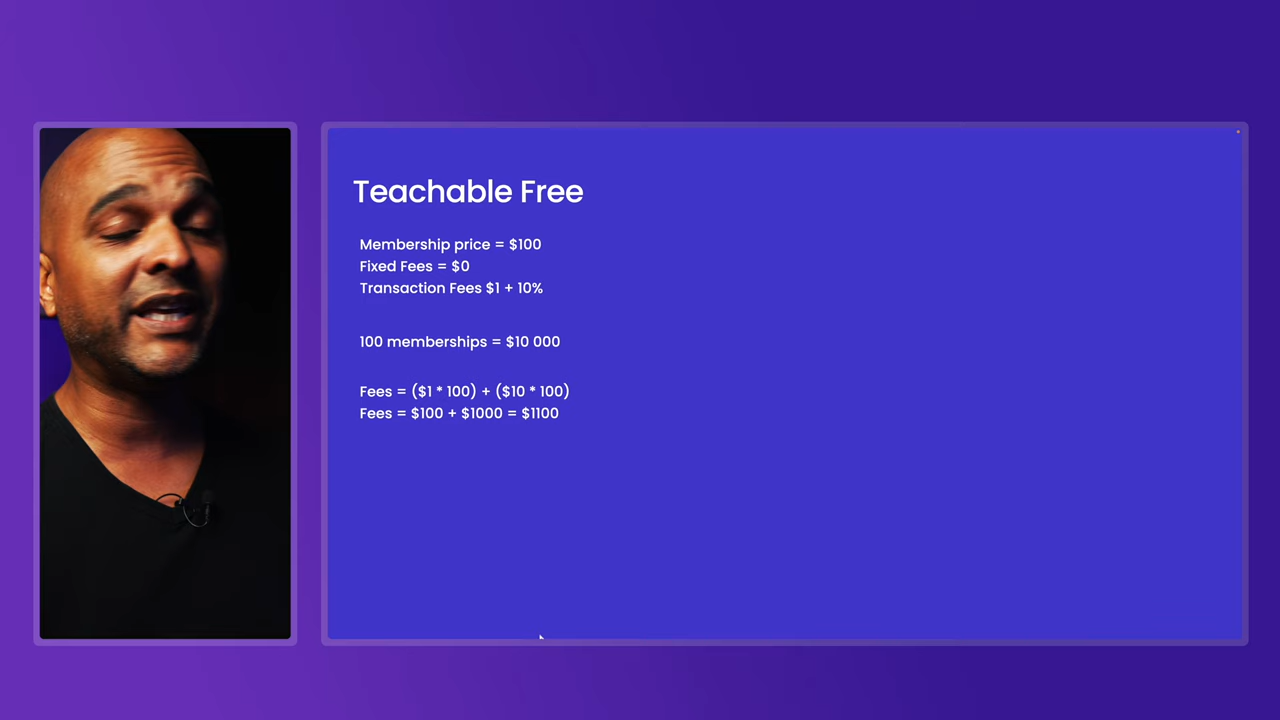 Teachable Free
Membership price = $100
Fixed Fees = $0
Transaction Fees $1 + 10%
100 memberships = $10 000
Fees = ($1 * 100) + ($10 * 100)
Fees = $100 + $1000 = $1100